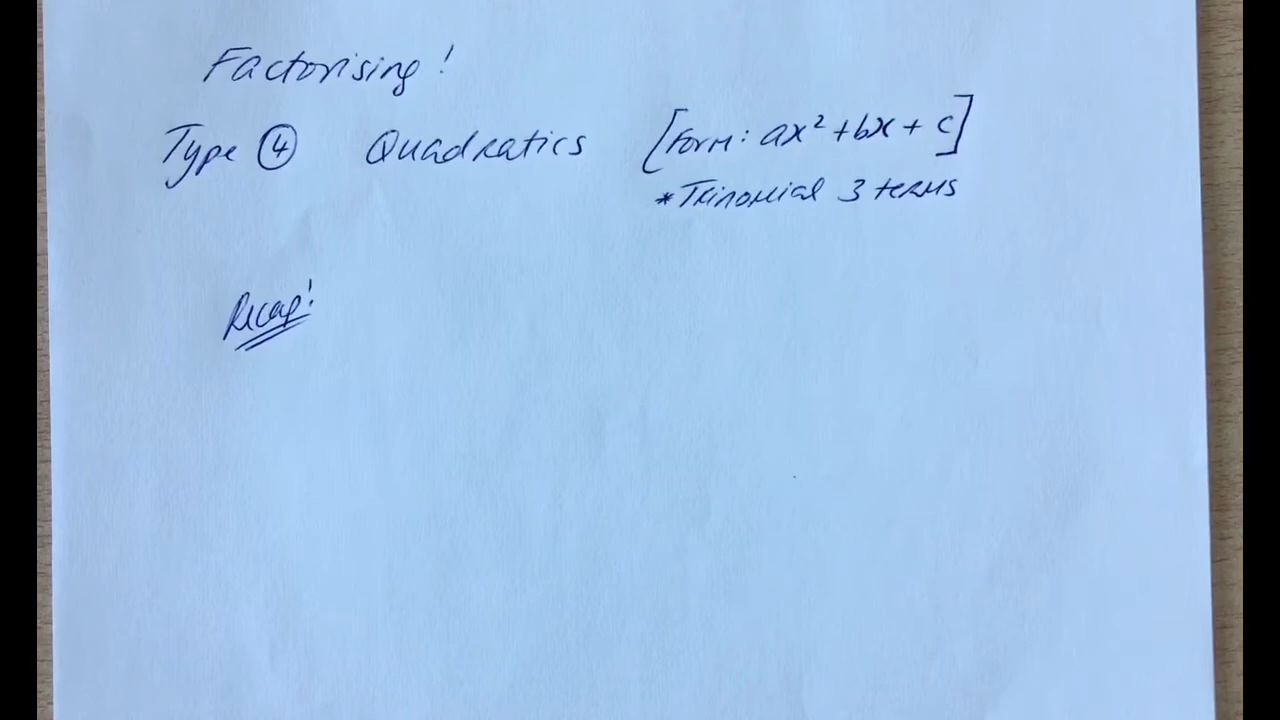 Factorising!
Type ④ Quadratics [Form: ax² + bx + c]
*Trinomial 3 terms
Recap!